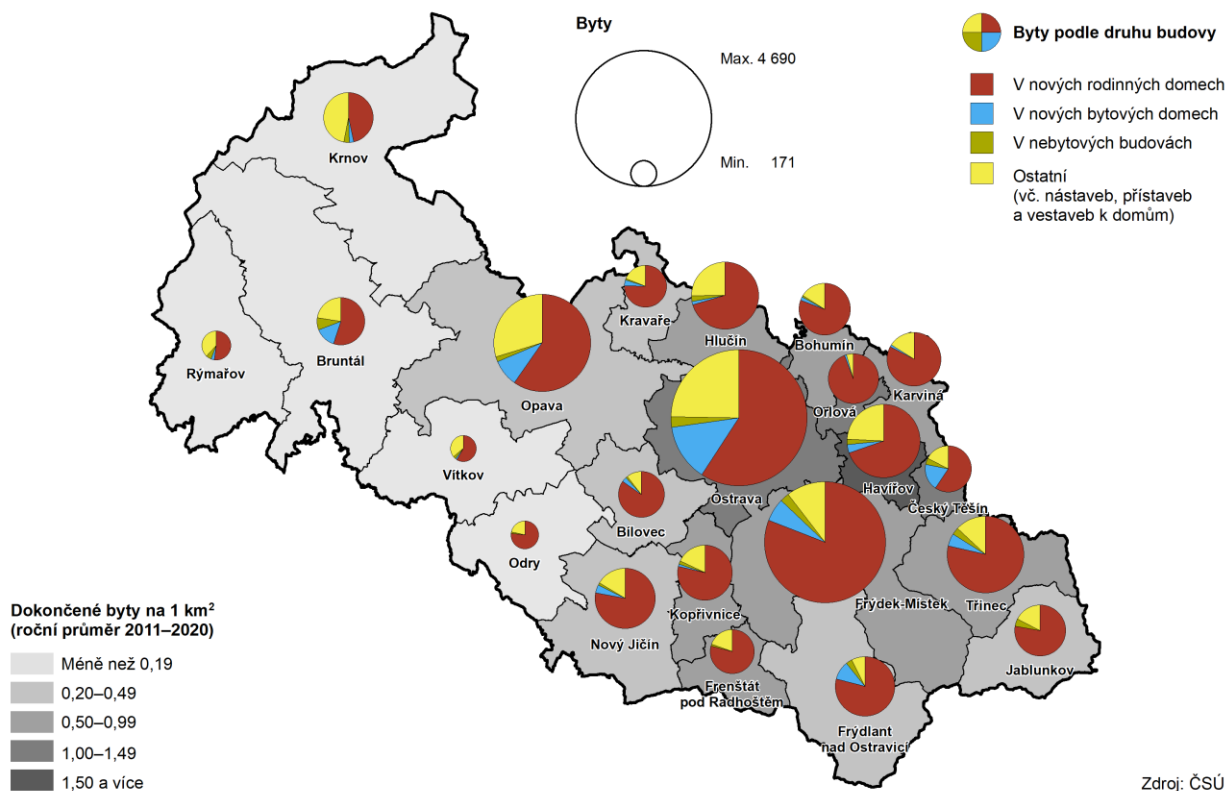 Byty
Max. 4 690
Min. 171
Byty podle druhu budovy
V nových rodinných domech
V nových bytových domech
V nebytových budovách
Ostatní
(vč. nástaveb, přístaveb
a vestaveb k domům)
Krnov
Rýmařov
Bruntál
Opava
Kravaře
Hlučín
Bohumín
Karviná
Orlová
Vítkov
Ostrava
Havířov
Český Těšín
Bílovec
Odry
Nový Jičín
Kopřivnice
Frýdek-Místek
Třinec
Jablunkov
Frenštát
pod Radhoštěm
Frýdlant
nad Ostravicí
Dokončené byty na 1 km²
(roční průměr 2011–2020)
Méně než 0,19
0,20–0,49
0,50–0,99
1,00–1,49
1,50 a více
Zdroj: ČSÚ